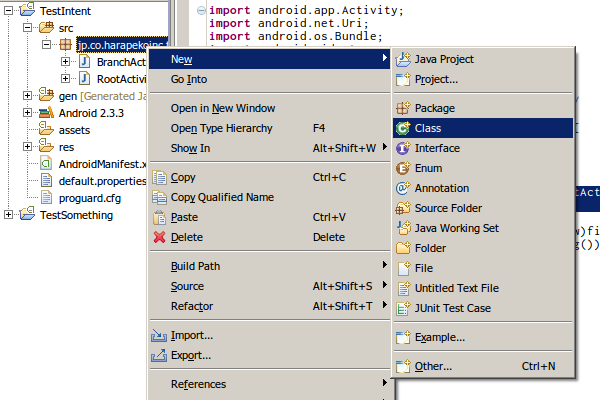 TestIntent
src
jp.co.harapekoinc.
BranchAct
RootActivi
gen [Generated Ja
Android 2.3.3
assets
res
AndroidManifest.x
default.properties
proguard.cfg
TestSomething
import android.app.Activity;
import android.net.Uri;
import android.os.Bundle;
New
Go Into
Open in New Window
Open Type Hierarchy F4
Show In Alt+Shift+W
Copy Ctrl+C
Copy Qualified Name
Paste Ctrl+V
Delete Delete
Build Path
Source Alt+Shift+S
Refactor Alt+Shift+T
Import...
Export...
References
Java Project
Project...
Package
Class
Interface
Enum
Annotation
Source Folder
Java Working Set
Folder
File
Untitled Text File
JUnit Test Case
Example...
Other... Ctrl+N
tAct
w)fi
g())